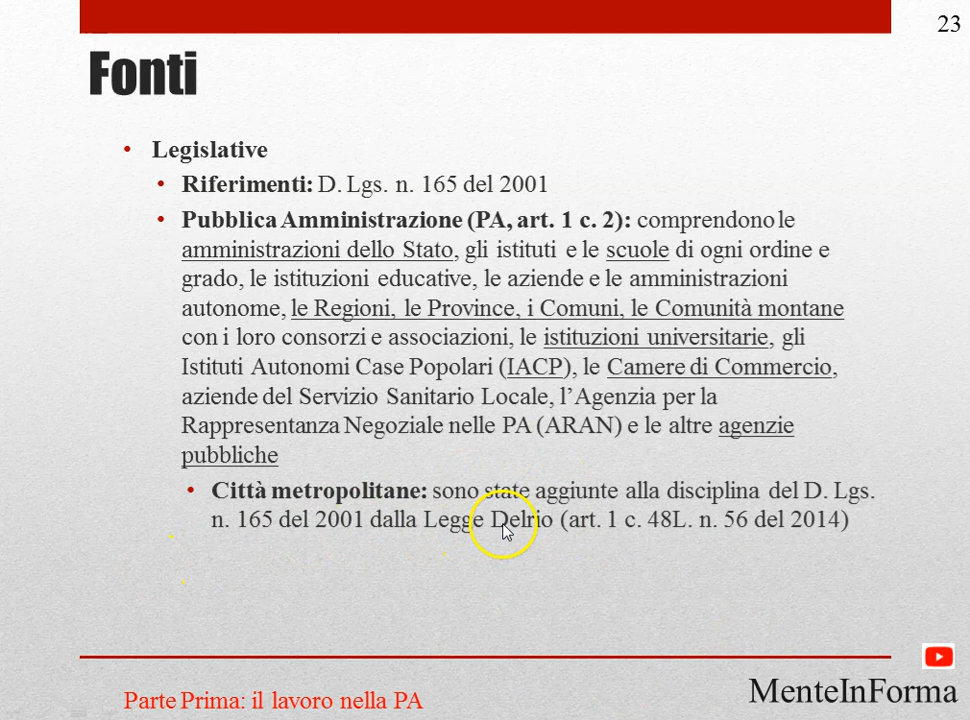 23
Fonti
• Legislative
• Riferimenti: D. Lgs. n. 165 del 2001
• Pubblica Amministrazione (PA, art. 1 c. 2): comprendono le
amministrazioni dello Stato, gli istituti e le scuole di ogni ordine e
grado, le istituzioni educative, le aziende e le amministrazioni
autonome, le Regioni, le Province, i Comuni, le Comunità montane
con i loro consorzi e associazioni, le istituzioni universitarie, gli
Istituti Autonomi Case Popolari (IACP), le Camere di Commercio,
aziende del Servizio Sanitario Locale, l’Agenzia per la
Rappresentanza Negoziale nelle PA (ARAN) e le altre agenzie
pubbliche
• Città metropolitane: sono state aggiunte alla disciplina del D. Lgs.
n. 165 del 2001 dalla Legge Delrio (art. 1 c. 48L. n. 56 del 2014)
Parte Prima: il lavoro nella PA
MenteInForma